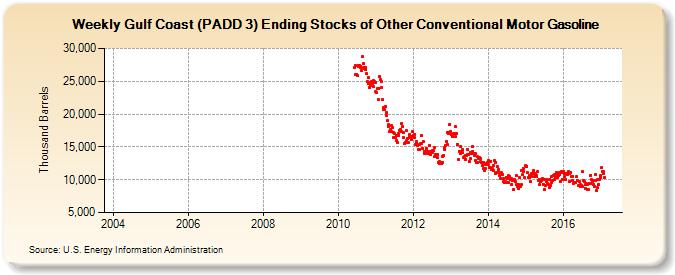 Weekly Gulf Coast (PADD 3) Ending Stocks of Other Conventional Motor Gasoline
Thousand Barrels
30,000
25,000
20,000
15,000
10,000
5,000
2004 2006 2008 2010 2012 2014 2016
Source: U.S. Energy Information Administration